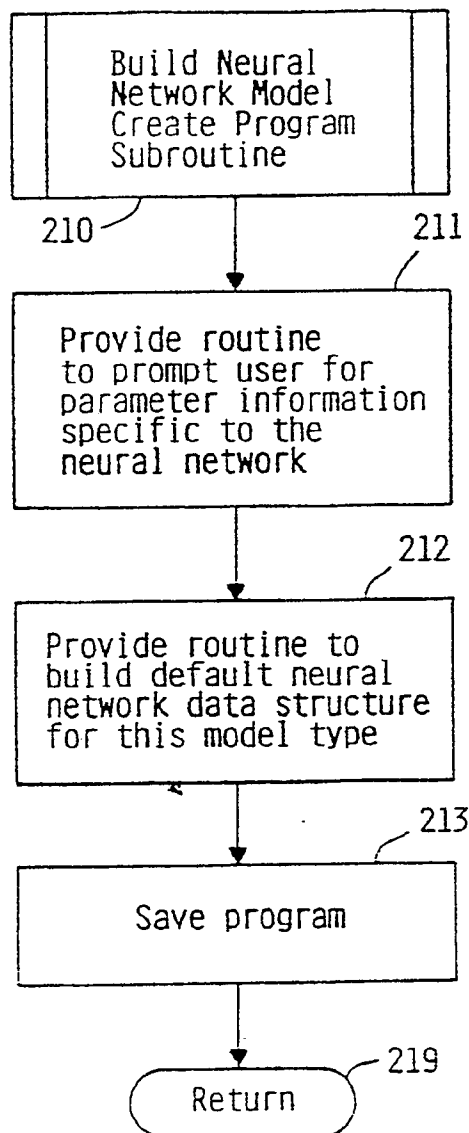 Build Neural
Network Model
Create Program
Subroutine
210
211
Provide routine
to prompt user for
parameter information
specific to the
neural network
212
Provide routine to
build default neural
network data structure
for this model type
213
Save program
219
Return